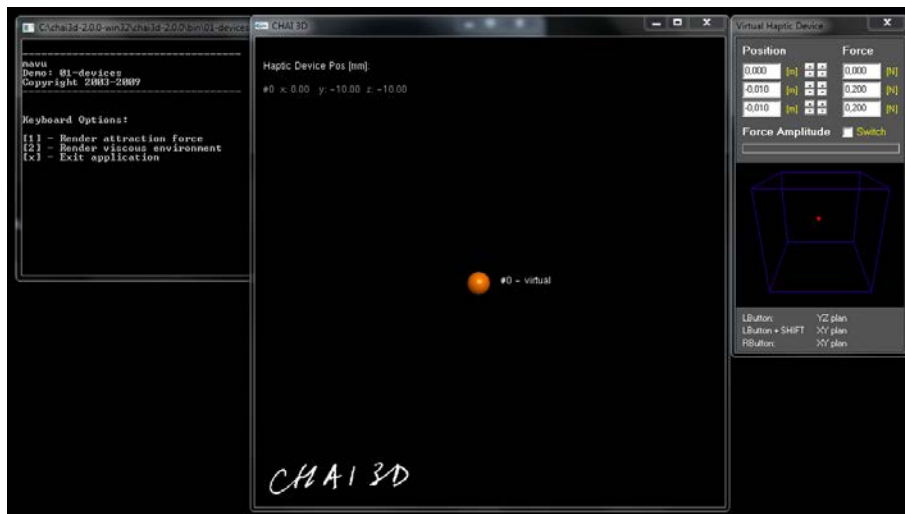 C:\chai3d-2.0.0-win32\chai3d-2.0.0\bin\01-devices
mavu
Demo: 01-devices
Copyright 2003-2009
Keyboard Options:
[1] - Render attraction force
[2] - Render viscous environment
[x] - Exit application
CHAI 3D
Haptic Device Pos [mm]:
#0 x: 0.00 y: -10.00 z: -10.00
#0 - virtual
CHAI 3D
Virtual Haptic Device
Position Force
0,000 [m] 0,000 [N]
-0,010 [m] 0,200 [N]
-0,010 [m] 0,200 [N]
Force Amplitude Switch
LButton: YZ plan
LButton + SHIFT XY plan
RButton: XY plan